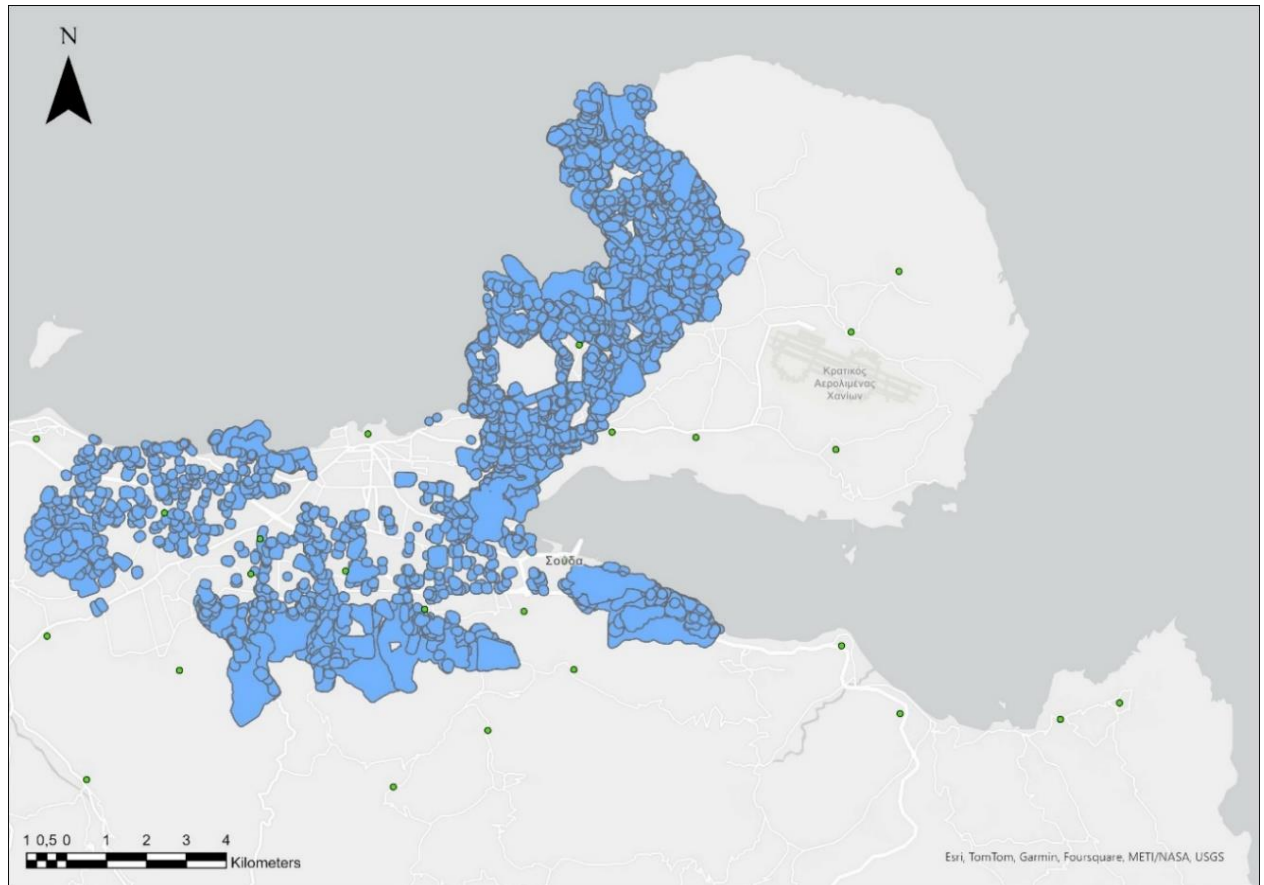 N
Κρατικός
Αερολιμένας
Χανίων
Σούδα
1 0,5 0 1 2 3 4
Kilometers
Esri, TomTom, Garmin, Foursquare, METI/NASA, USGS